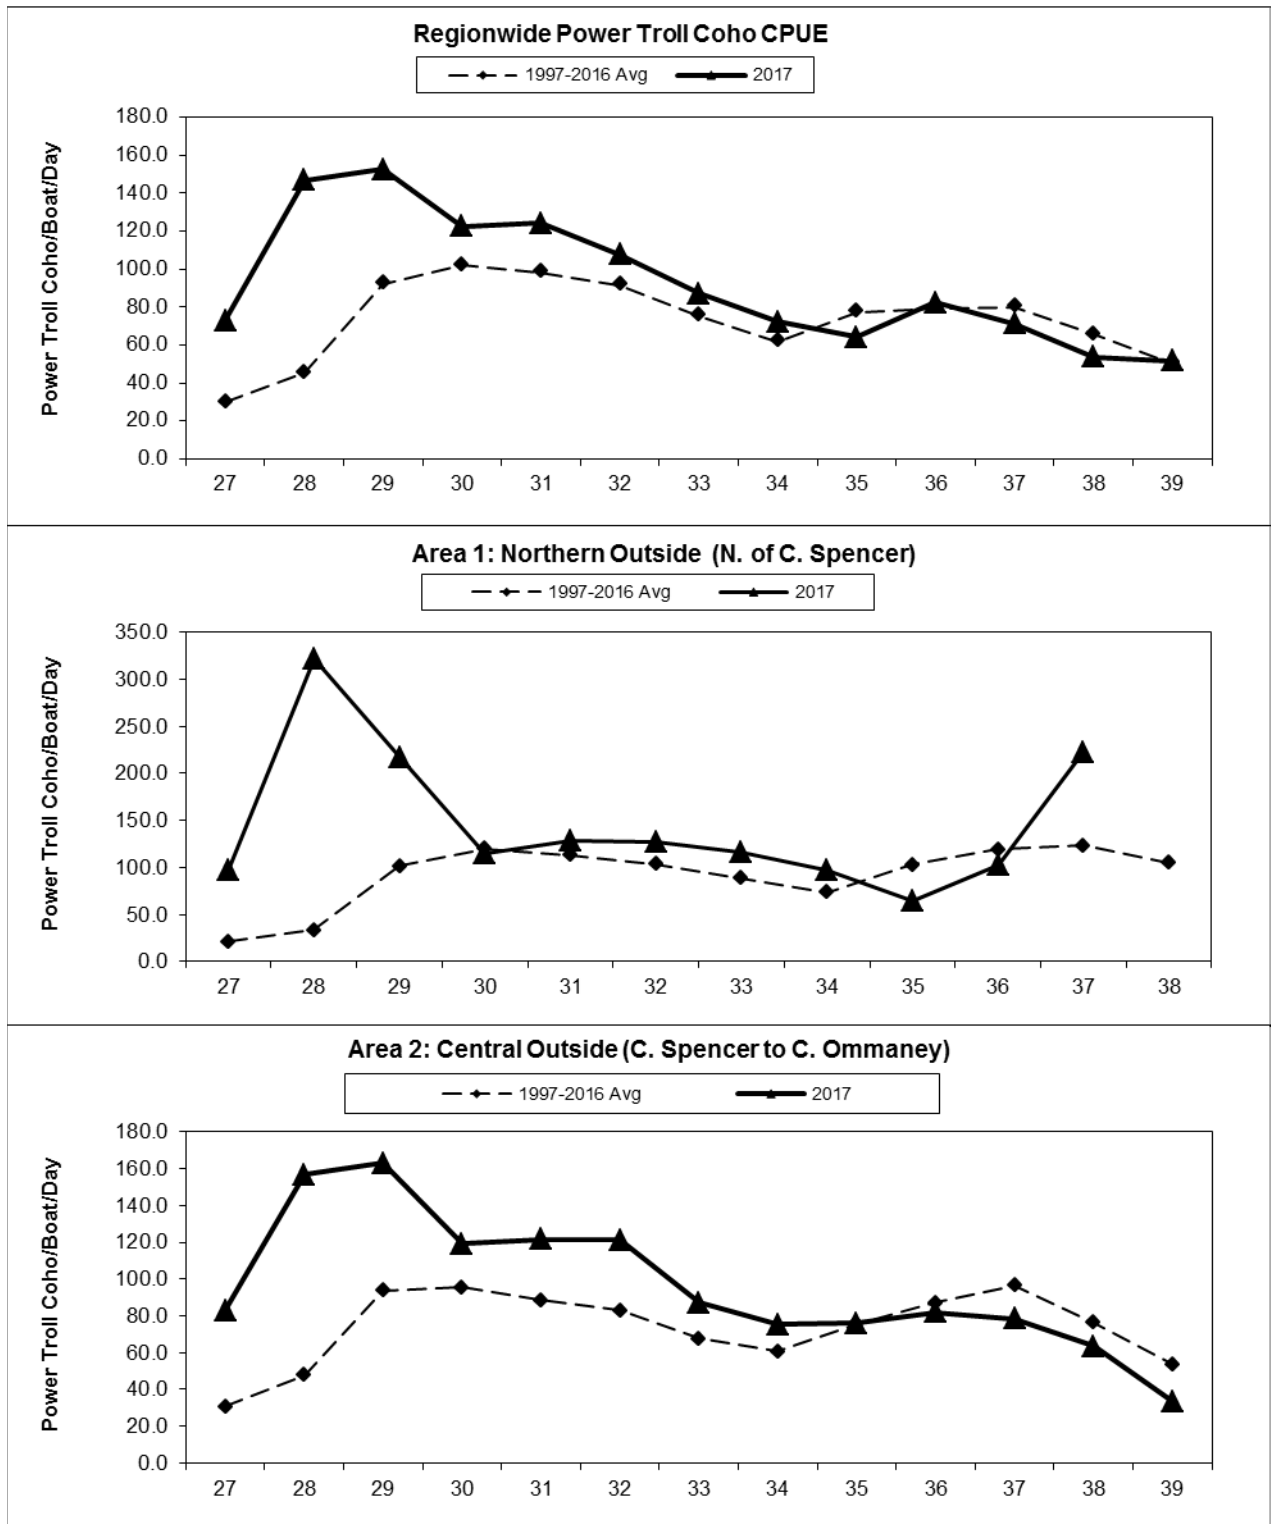 Regionwide Power Troll Coho CPUE
1997-2016 Avg 2017
Power Troll Coho/Boat/Day
180.0
160.0
140.0
120.0
100.0
80.0
60.0
40.0
20.0
0.0
27 28 29 30 31 32 33 34 35 36 37 38 39
Area 1: Northern Outside (N. of C. Spencer)
1997-2016 Avg 2017
Power Troll Coho/Boat/Day
350.0
300.0
250.0
200.0
150.0
100.0
50.0
0.0
27 28 29 30 31 32 33 34 35 36 37 38
Area 2: Central Outside (C. Spencer to C. Ommaney)
1997-2016 Avg 2017
Power Troll Coho/Boat/Day
180.0
160.0
140.0
120.0
100.0
80.0
60.0
40.0
20.0
0.0
27 28 29 30 31 32 33 34 35 36 37 38 39